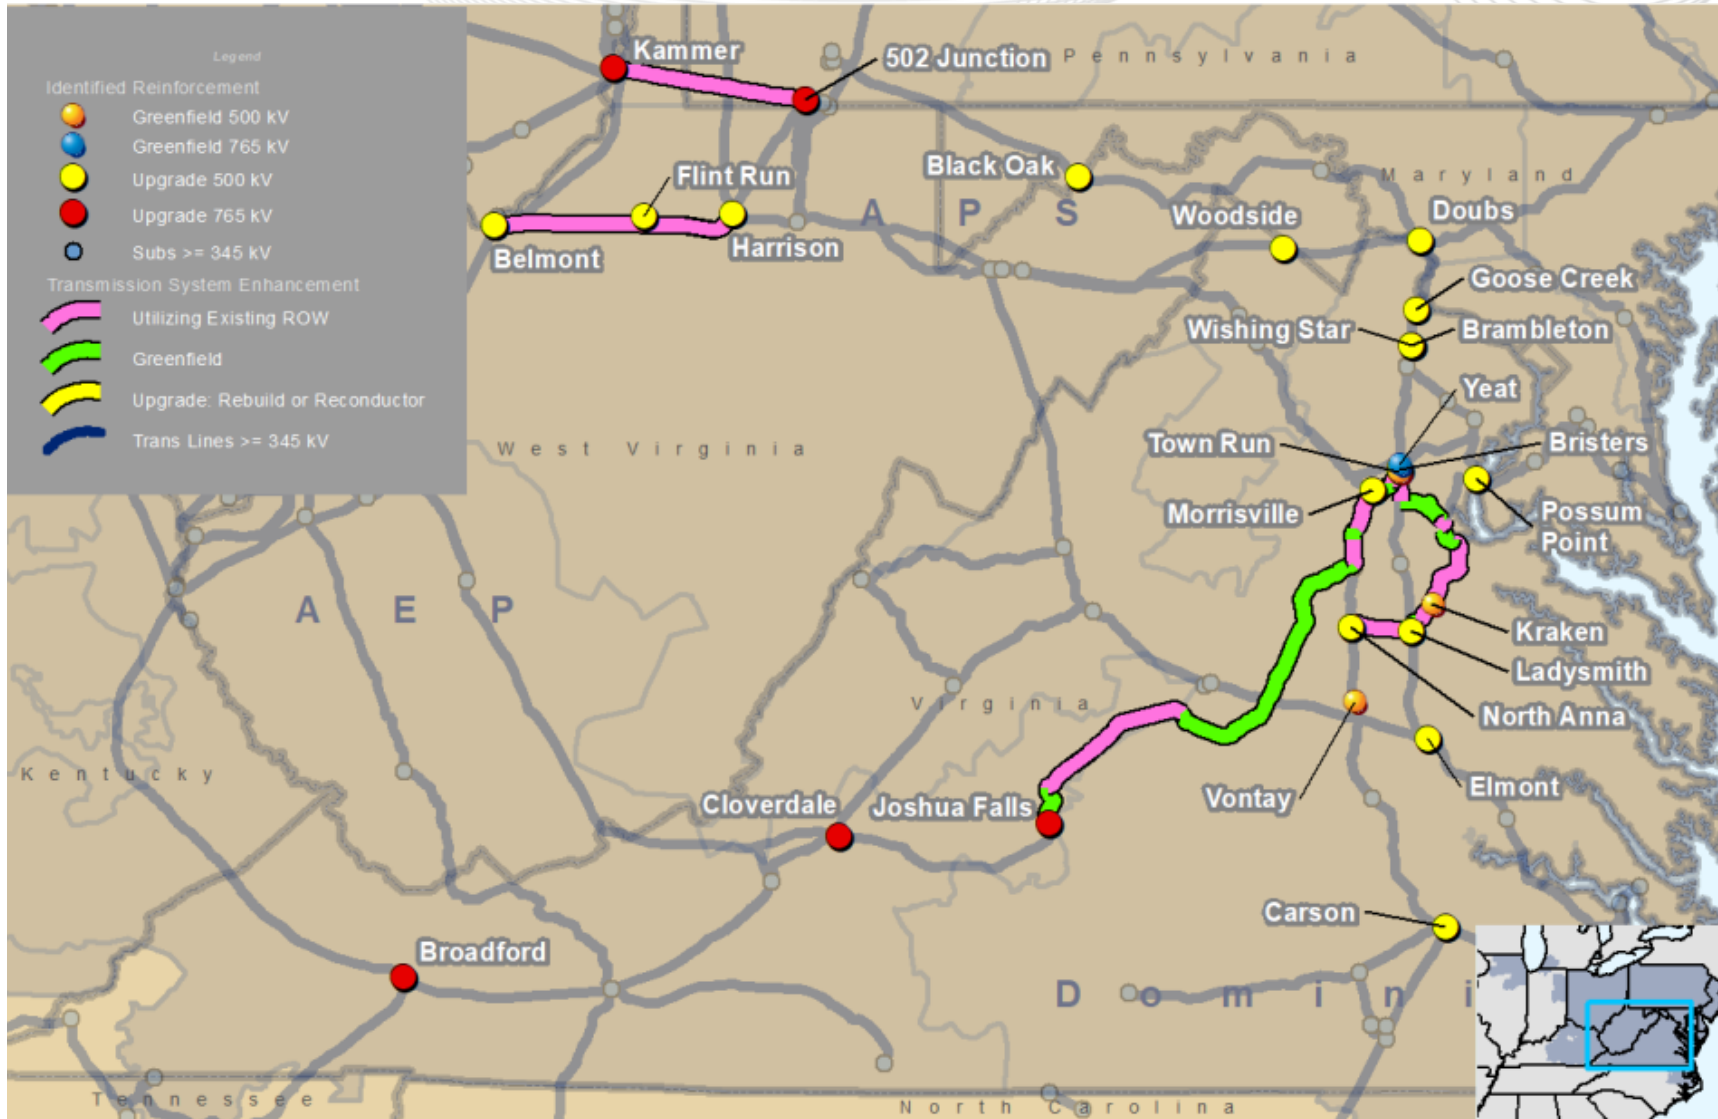 Legend
Identified Reinforcement
Greenfield 500 kV
Greenfield 765 kV
Upgrade 500 kV
Upgrade 765 kV
Subs >= 345 kV
Transmission System Enhancement
Utilizing Existing ROW
Greenfield
Upgrade: Rebuild or Reconductor
Trans Lines >= 345 kV
Kammer
502 Junction
Pennsylvania
Black Oak
Maryland
Flint Run
APS
Woodside
Doubs
Belmont
Harrison
Goose Creek
Wishing Star
Brambleton
Yeat
West Virginia
Town Run
Bristers
Morrisville
Possum
Point
AEP
Kraken
Ladysmith
Virginia
North Anna
Kentucky
Vontay
Elmont
Cloverdale
Joshua Falls
Carson
Broadford
Domini
Tennessee
North Carolina